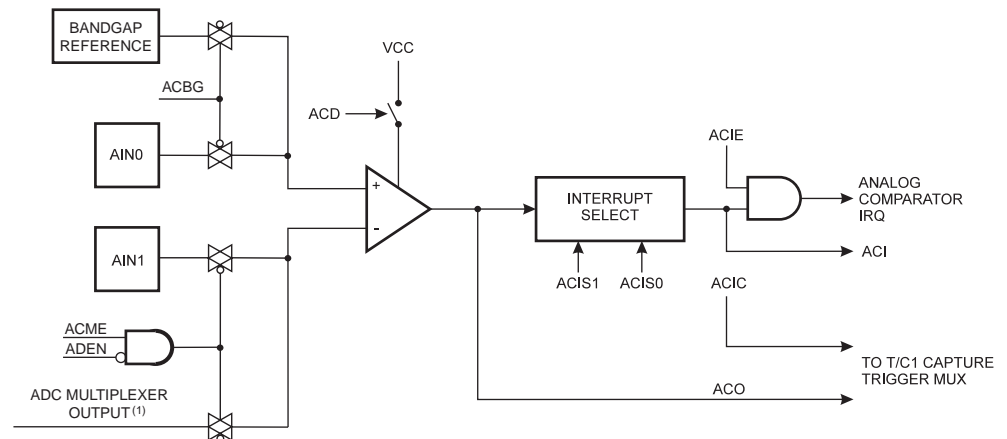 BANDGAP
REFERENCE
ACBG
AIN0
AIN1
ACME
ADEN
ADC MULTIPLEXER
OUTPUT (1)
VCC
ACD
+
-
INTERRUPT
SELECT
ACIS1 ACIS0
ACIE
ANALOG
COMPARATOR
IRQ
ACI
ACIC
TO T/C1 CAPTURE
TRIGGER MUX
ACO